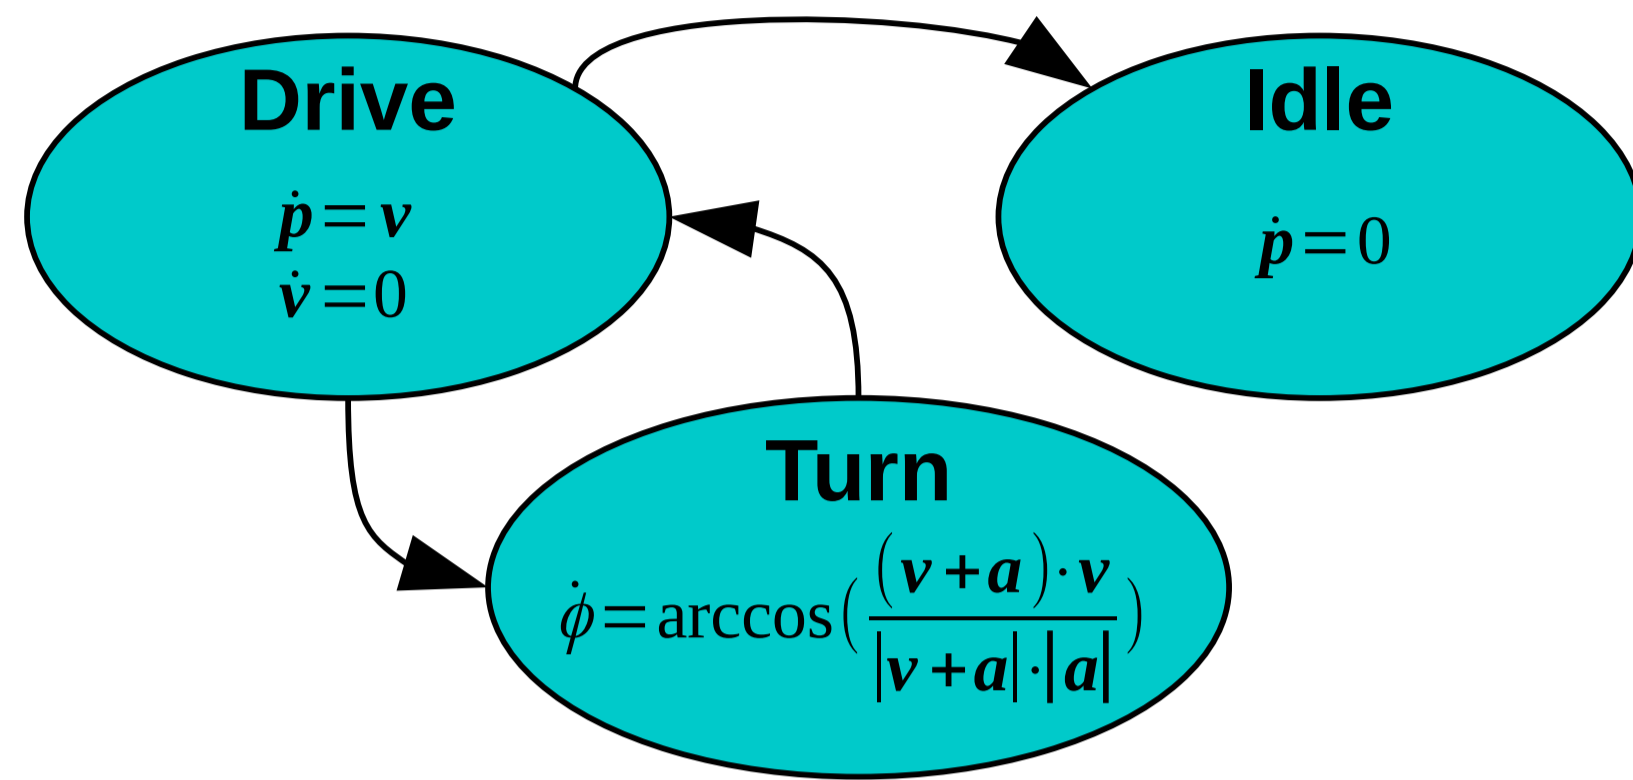 Drive
ṗ=v
v̇=0
Idle
ṗ=0
Turn
ϕ̇=arccos((v+a)·v / |v+a|·|a|)